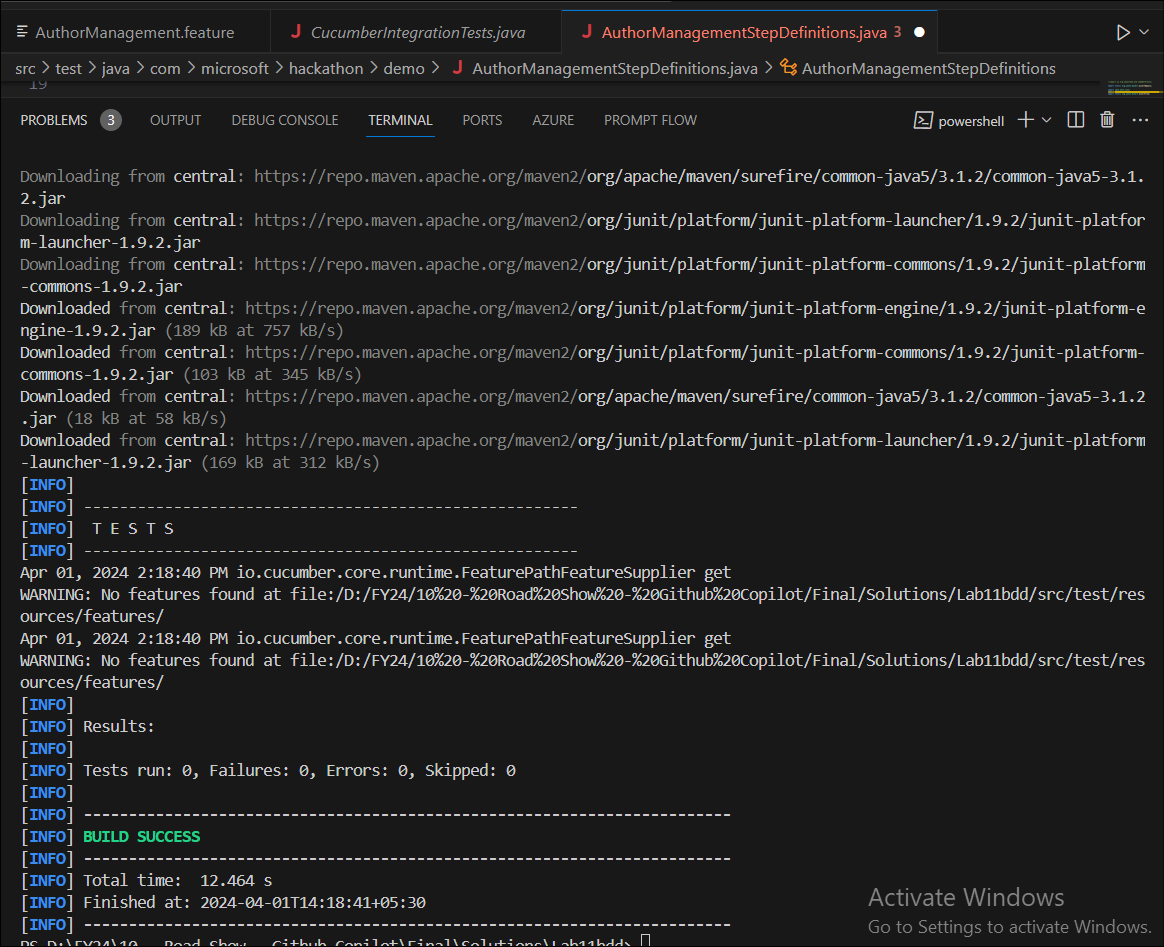 AuthorManagement.feature
CucumberIntegrationTests.java
AuthorManagementStepDefinitions.java 3
src > test > java > com > microsoft > hackathon > demo > AuthorManagementStepDefinitions.java > AuthorManagementStepDefinitions
19
PROBLEMS 3 OUTPUT DEBUG CONSOLE TERMINAL PORTS AZURE PROMPT FLOW
powershell
Downloading from central: https://repo.maven.apache.org/maven2/org/apache/maven/surefire/common-java5/3.1.2/common-java5-3.1.
2.jar
Downloading from central: https://repo.maven.apache.org/maven2/org/junit/platform/junit-platform-launcher/1.9.2/junit-platfor
m-launcher-1.9.2.jar
Downloading from central: https://repo.maven.apache.org/maven2/org/junit/platform/junit-platform-commons/1.9.2/junit-platform
-commons-1.9.2.jar
Downloaded from central: https://repo.maven.apache.org/maven2/org/junit/platform/junit-platform-engine/1.9.2/junit-platform-e
ngine-1.9.2.jar (189 kB at 757 kB/s)
Downloaded from central: https://repo.maven.apache.org/maven2/org/junit/platform/junit-platform-commons/1.9.2/junit-platform-
commons-1.9.2.jar (103 kB at 345 kB/s)
Downloaded from central: https://repo.maven.apache.org/maven2/org/apache/maven/surefire/common-java5/3.1.2/common-java5-3.1.2
.jar (18 kB at 58 kB/s)
Downloaded from central: https://repo.maven.apache.org/maven2/org/junit/platform/junit-platform-launcher/1.9.2/junit-platform
-launcher-1.9.2.jar (169 kB at 312 kB/s)
[INFO]
[INFO] -------------------------------------------------------
[INFO]  T E S T S
[INFO] -------------------------------------------------------
Apr 01, 2024 2:18:40 PM io.cucumber.core.runtime.FeaturePathFeatureSupplier get
WARNING: No features found at file:/D:/FY24/10%20-%20Road%20Show%20-%20Github%20Copilot/Final/Solutions/Lab11bdd/src/test/res
ources/features/
Apr 01, 2024 2:18:40 PM io.cucumber.core.runtime.FeaturePathFeatureSupplier get
WARNING: No features found at file:/D:/FY24/10%20-%20Road%20Show%20-%20Github%20Copilot/Final/Solutions/Lab11bdd/src/test/res
ources/features/
[INFO]
[INFO] Results:
[INFO]
[INFO] Tests run: 0, Failures: 0, Errors: 0, Skipped: 0
[INFO]
[INFO] ------------------------------------------------------------------------
[INFO] BUILD SUCCESS
[INFO] ------------------------------------------------------------------------
[INFO] Total time:  12.464 s
[INFO] Finished at: 2024-04-01T14:18:41+05:30
[INFO] ------------------------------------------------------------------------
PS D:\FY24\10 - Road Show - Github Copilot\Final\Solutions\Lab11bdd>
Activate Windows
Go to Settings to activate Windows.